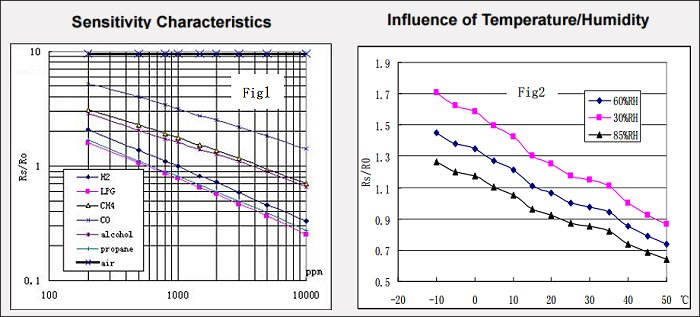 Sensitivity Characteristics
10
1
0.1
Rs/Ro
Fig1
H2
LPG
CH4
CO
alcohol
propane
air
100
1000
10000
ppm
Influence of Temperature/Humidity
1.9
1.7
1.5
1.3
1.1
0.9
0.7
0.5
Rs/R0
Fig2
60%RH
30%RH
85%RH
-20
-10
0
10
20
30
40
50
℃